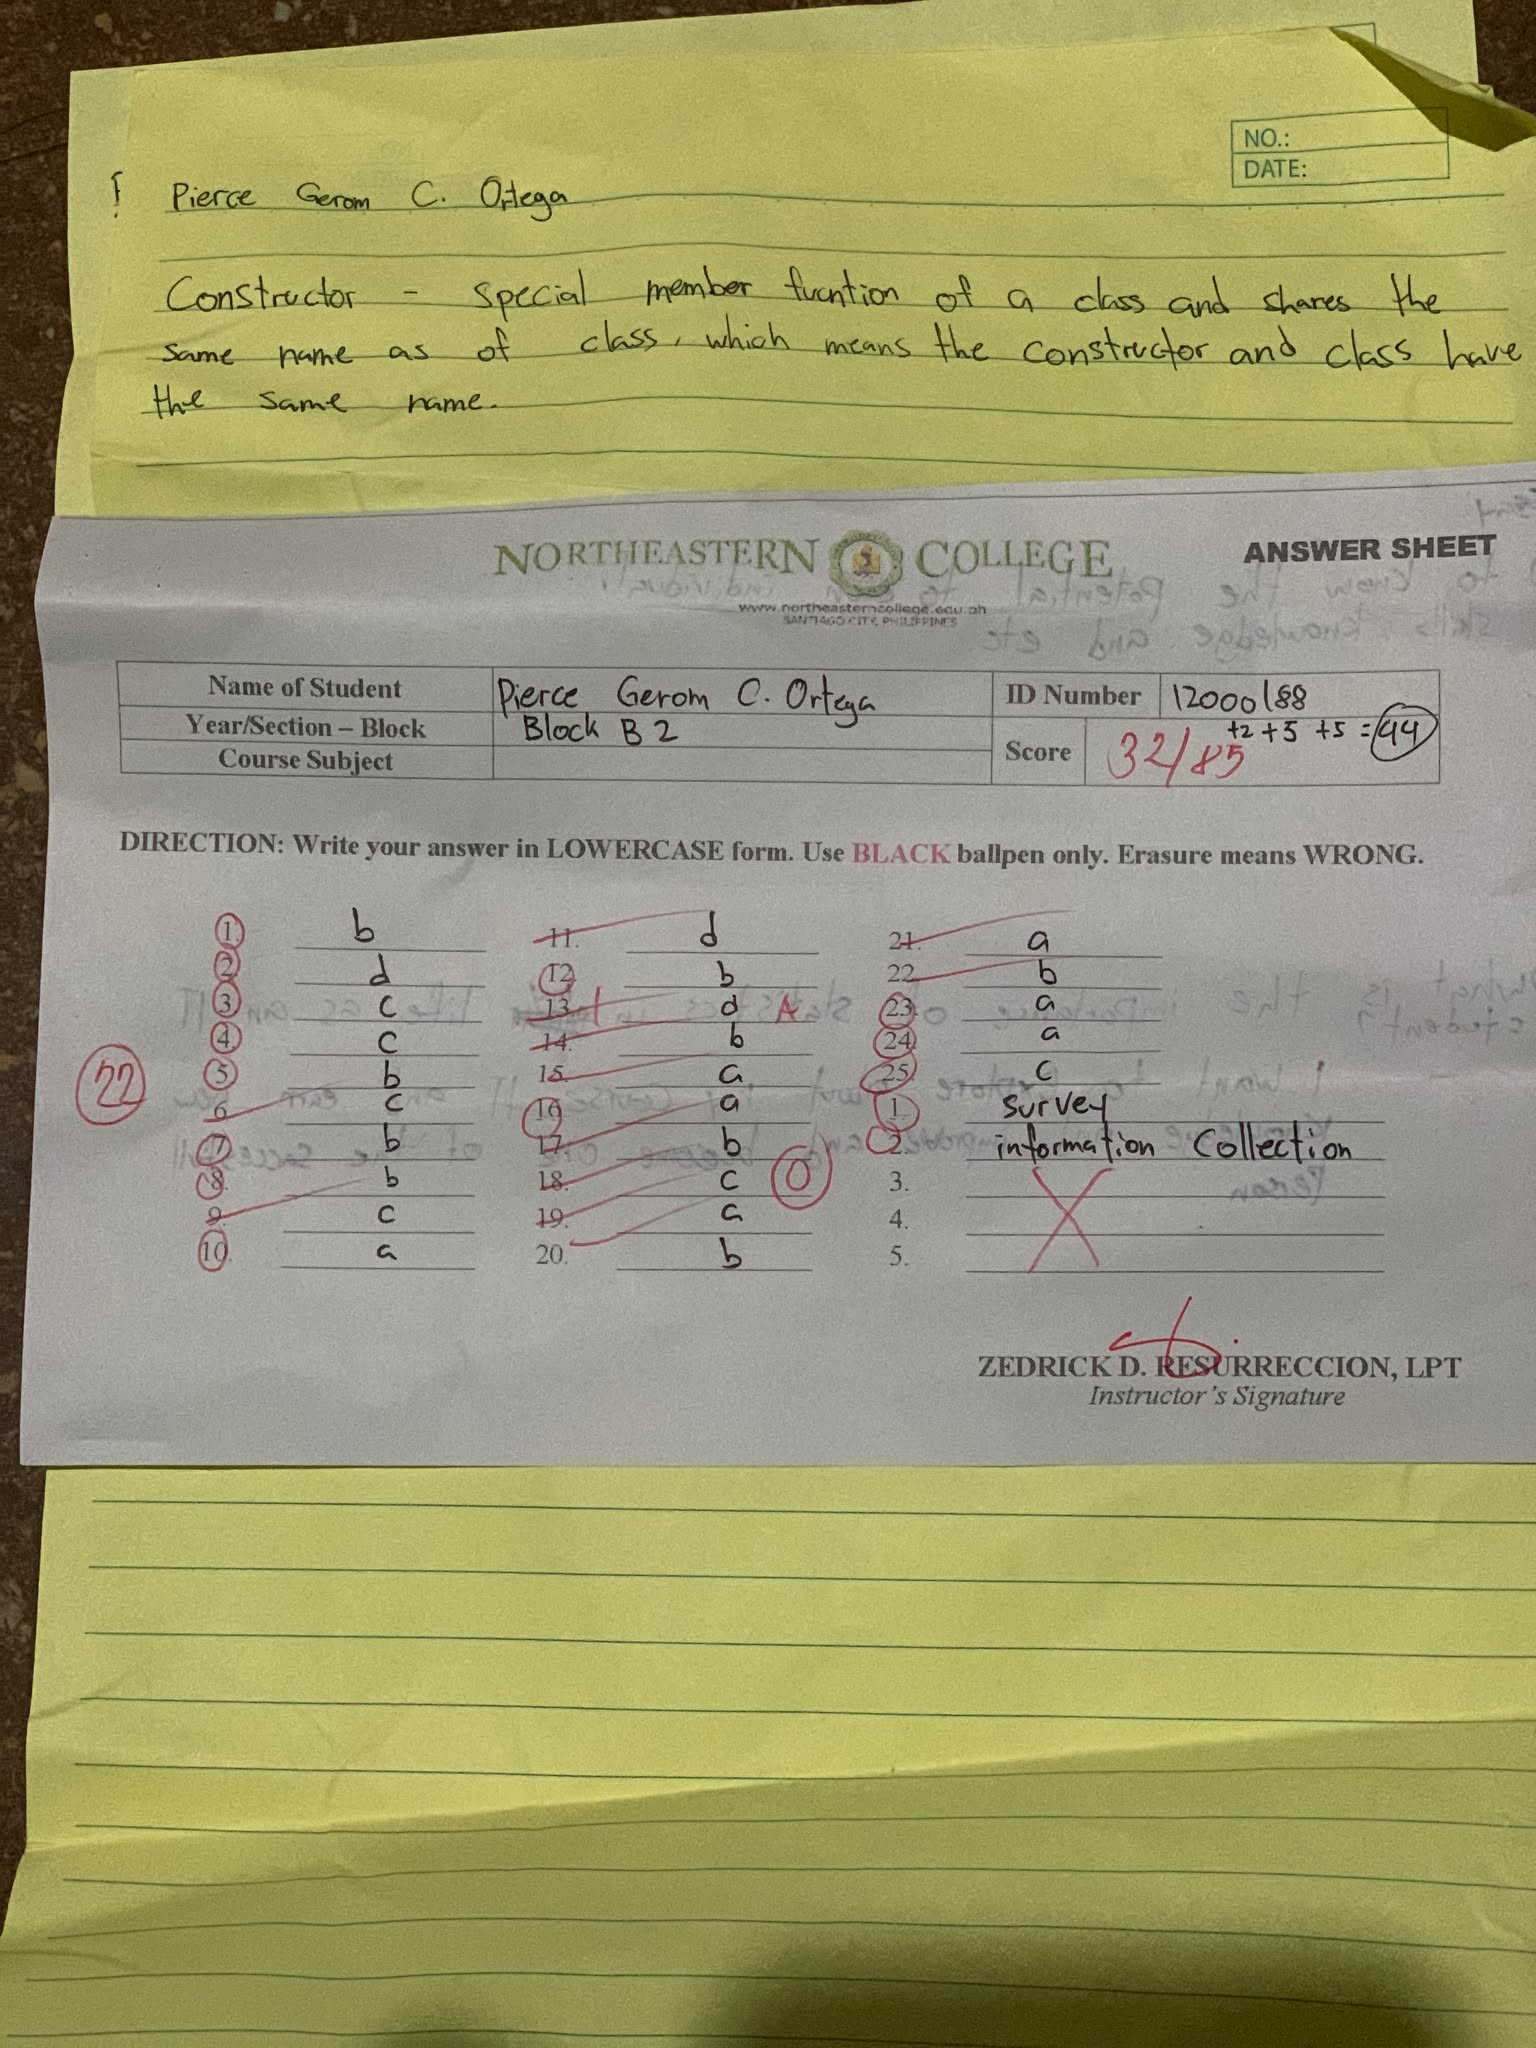 NO.:
DATE:
Pierce Gerom C. Ortega
Constructor - special member fucntion of a class and shares the
same name as of class, which means the constructor and class have
the same name.
NORTHEASTERN COLLEGE
ANSWER SHEET
www.northeasterncollege.edu.ph
SANTIAGO CITY, PHILIPPINES
Name of Student Pierce Gerom C. Ortega ID Number 12000188
Year/Section – Block Block B2
Course Subject
Score 32/85 +2 +5 +5 = 44
DIRECTION: Write your answer in LOWERCASE form. Use BLACK ballpen only. Erasure means WRONG.
1. b 11. d 21. a
2. d 12. b 22. b
3. c 13. d A 23. a
4. c 14. b 24. a
22
5. b 15. a 25. c
6. c 16. a 1. survey
7. b 17. b 2. information Collection
8. b 18. c 0 3.
9. c 19. a 4.
10. a 20. b 5.
ZEDRICK D. RESURRECCION, LPT
Instructor's Signature